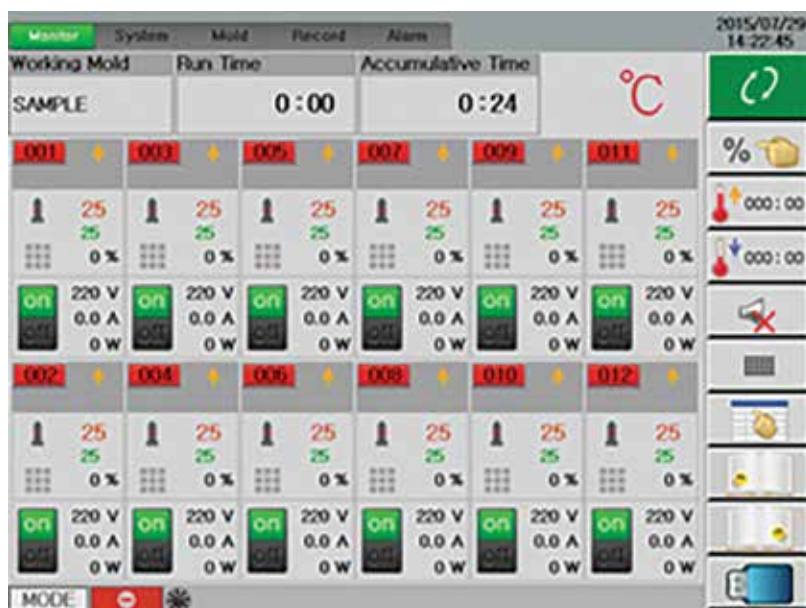 Monitor System Mold Record Alarm 2015/07/29
14:22:45
Working Mold Run Time Accumulative Time
SAMPLE 0:00 0:24 °C
%
001 003 005 007 009 011
000:00
25 25 25 25 25 25
25 25 25 25 25 25
0 % 0 % 0 % 0 % 0 % 0 %
000:00
on 220 V on 220 V on 220 V on 220 V on 220 V on 220 V
off 0.0 A off 0.0 A off 0.0 A off 0.0 A off 0.0 A off 0.0 A
0 W 0 W 0 W 0 W 0 W 0 W
002 004 006 008 010 012
25 25 25 25 25 25
25 25 25 25 25 25
0 % 0 % 0 % 0 % 0 % 0 %
on 220 V on 220 V on 220 V on 220 V on 220 V on 220 V
off 0.0 A off 0.0 A off 0.0 A off 0.0 A off 0.0 A off 0.0 A
0 W 0 W 0 W 0 W 0 W 0 W
MODE